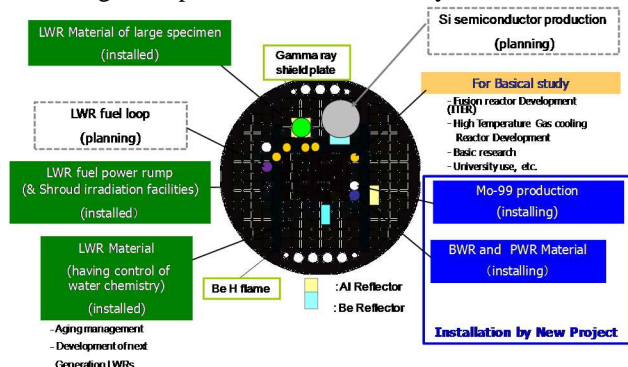 LWR Material of large specimen
(installed)
Gamma ray
shield plate
Si semiconductor production
(planning)
LWR fuel loop
(planning)
For Basical study
- Fusion reactor Development
(ITER)
- High Temperature Gas cooling
Reactor Development
- Basic research
- University use, etc.
LWR fuel power rump
(& Shroud irradiation facilities)
(installed)
Mo-99 production
(installing)
LWR Material
(having control of
water chemistry)
(installed)
BWR and PWR Material
(installing)
Be H flame
:Al Reflector
:Be Reflector
Installation by New Project
- Aging management
- Development of next
Generation LWRs